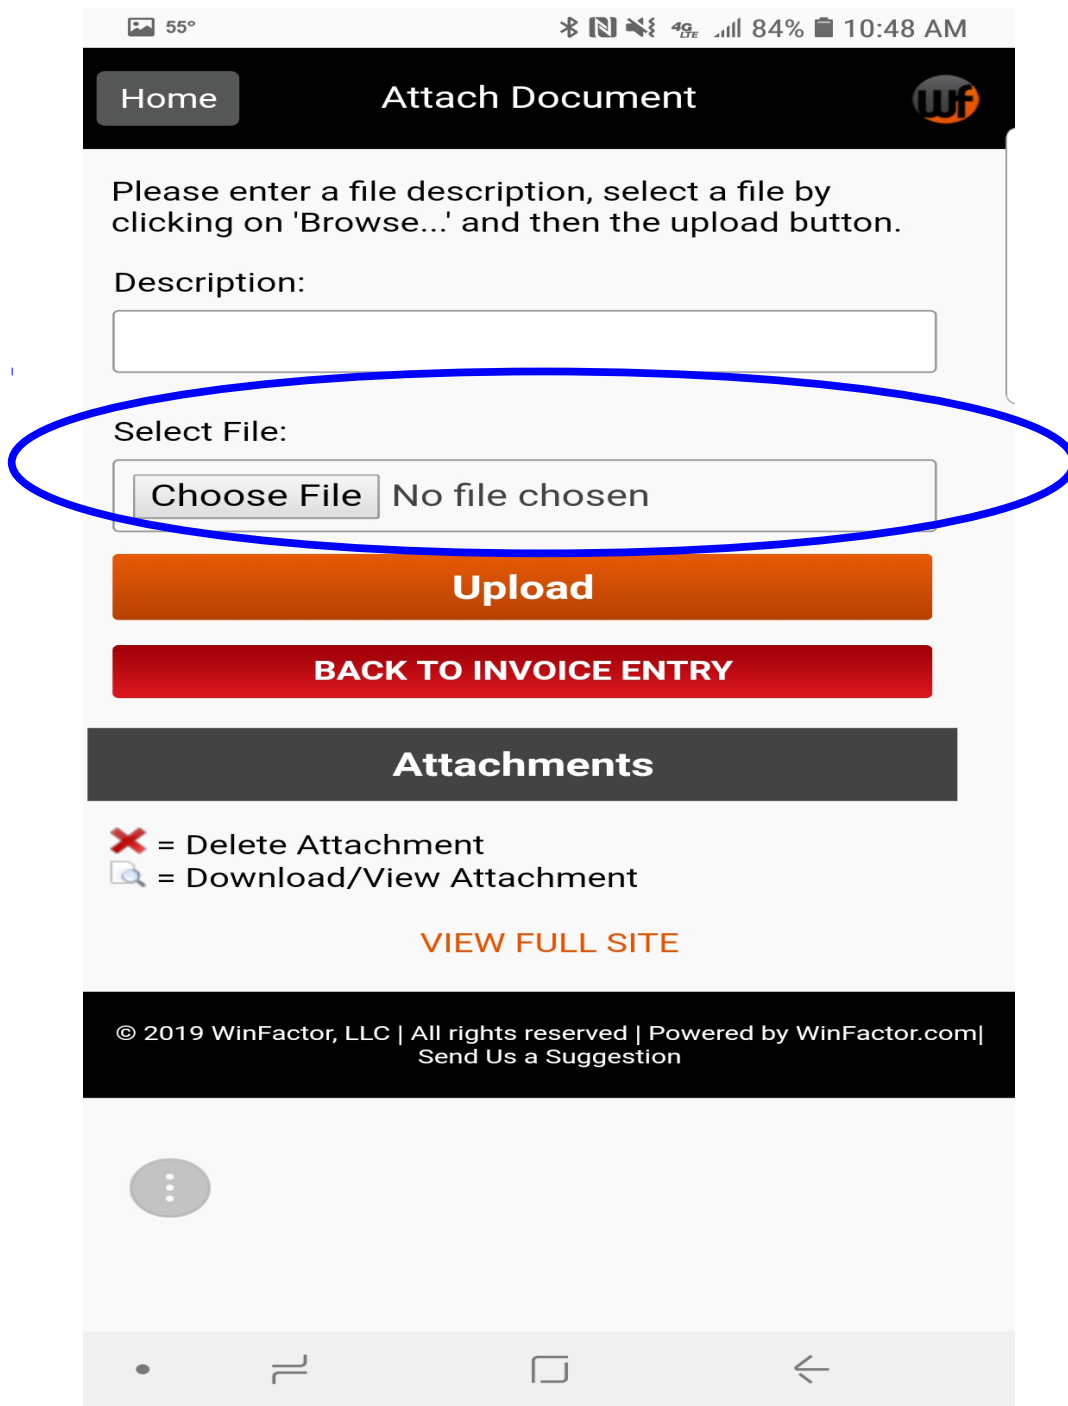 55°
4G LTE 84% 10:48 AM
Home
Attach Document
wf
Please enter a file description, select a file by
clicking on 'Browse...' and then the upload button.
Description:
Select File:
Choose File No file chosen
Upload
BACK TO INVOICE ENTRY
Attachments
= Delete Attachment
= Download/View Attachment
VIEW FULL SITE
© 2019 WinFactor, LLC | All rights reserved | Powered by WinFactor.com|
Send Us a Suggestion